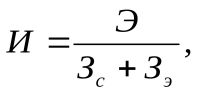 И = Э / (З_с + З_э),